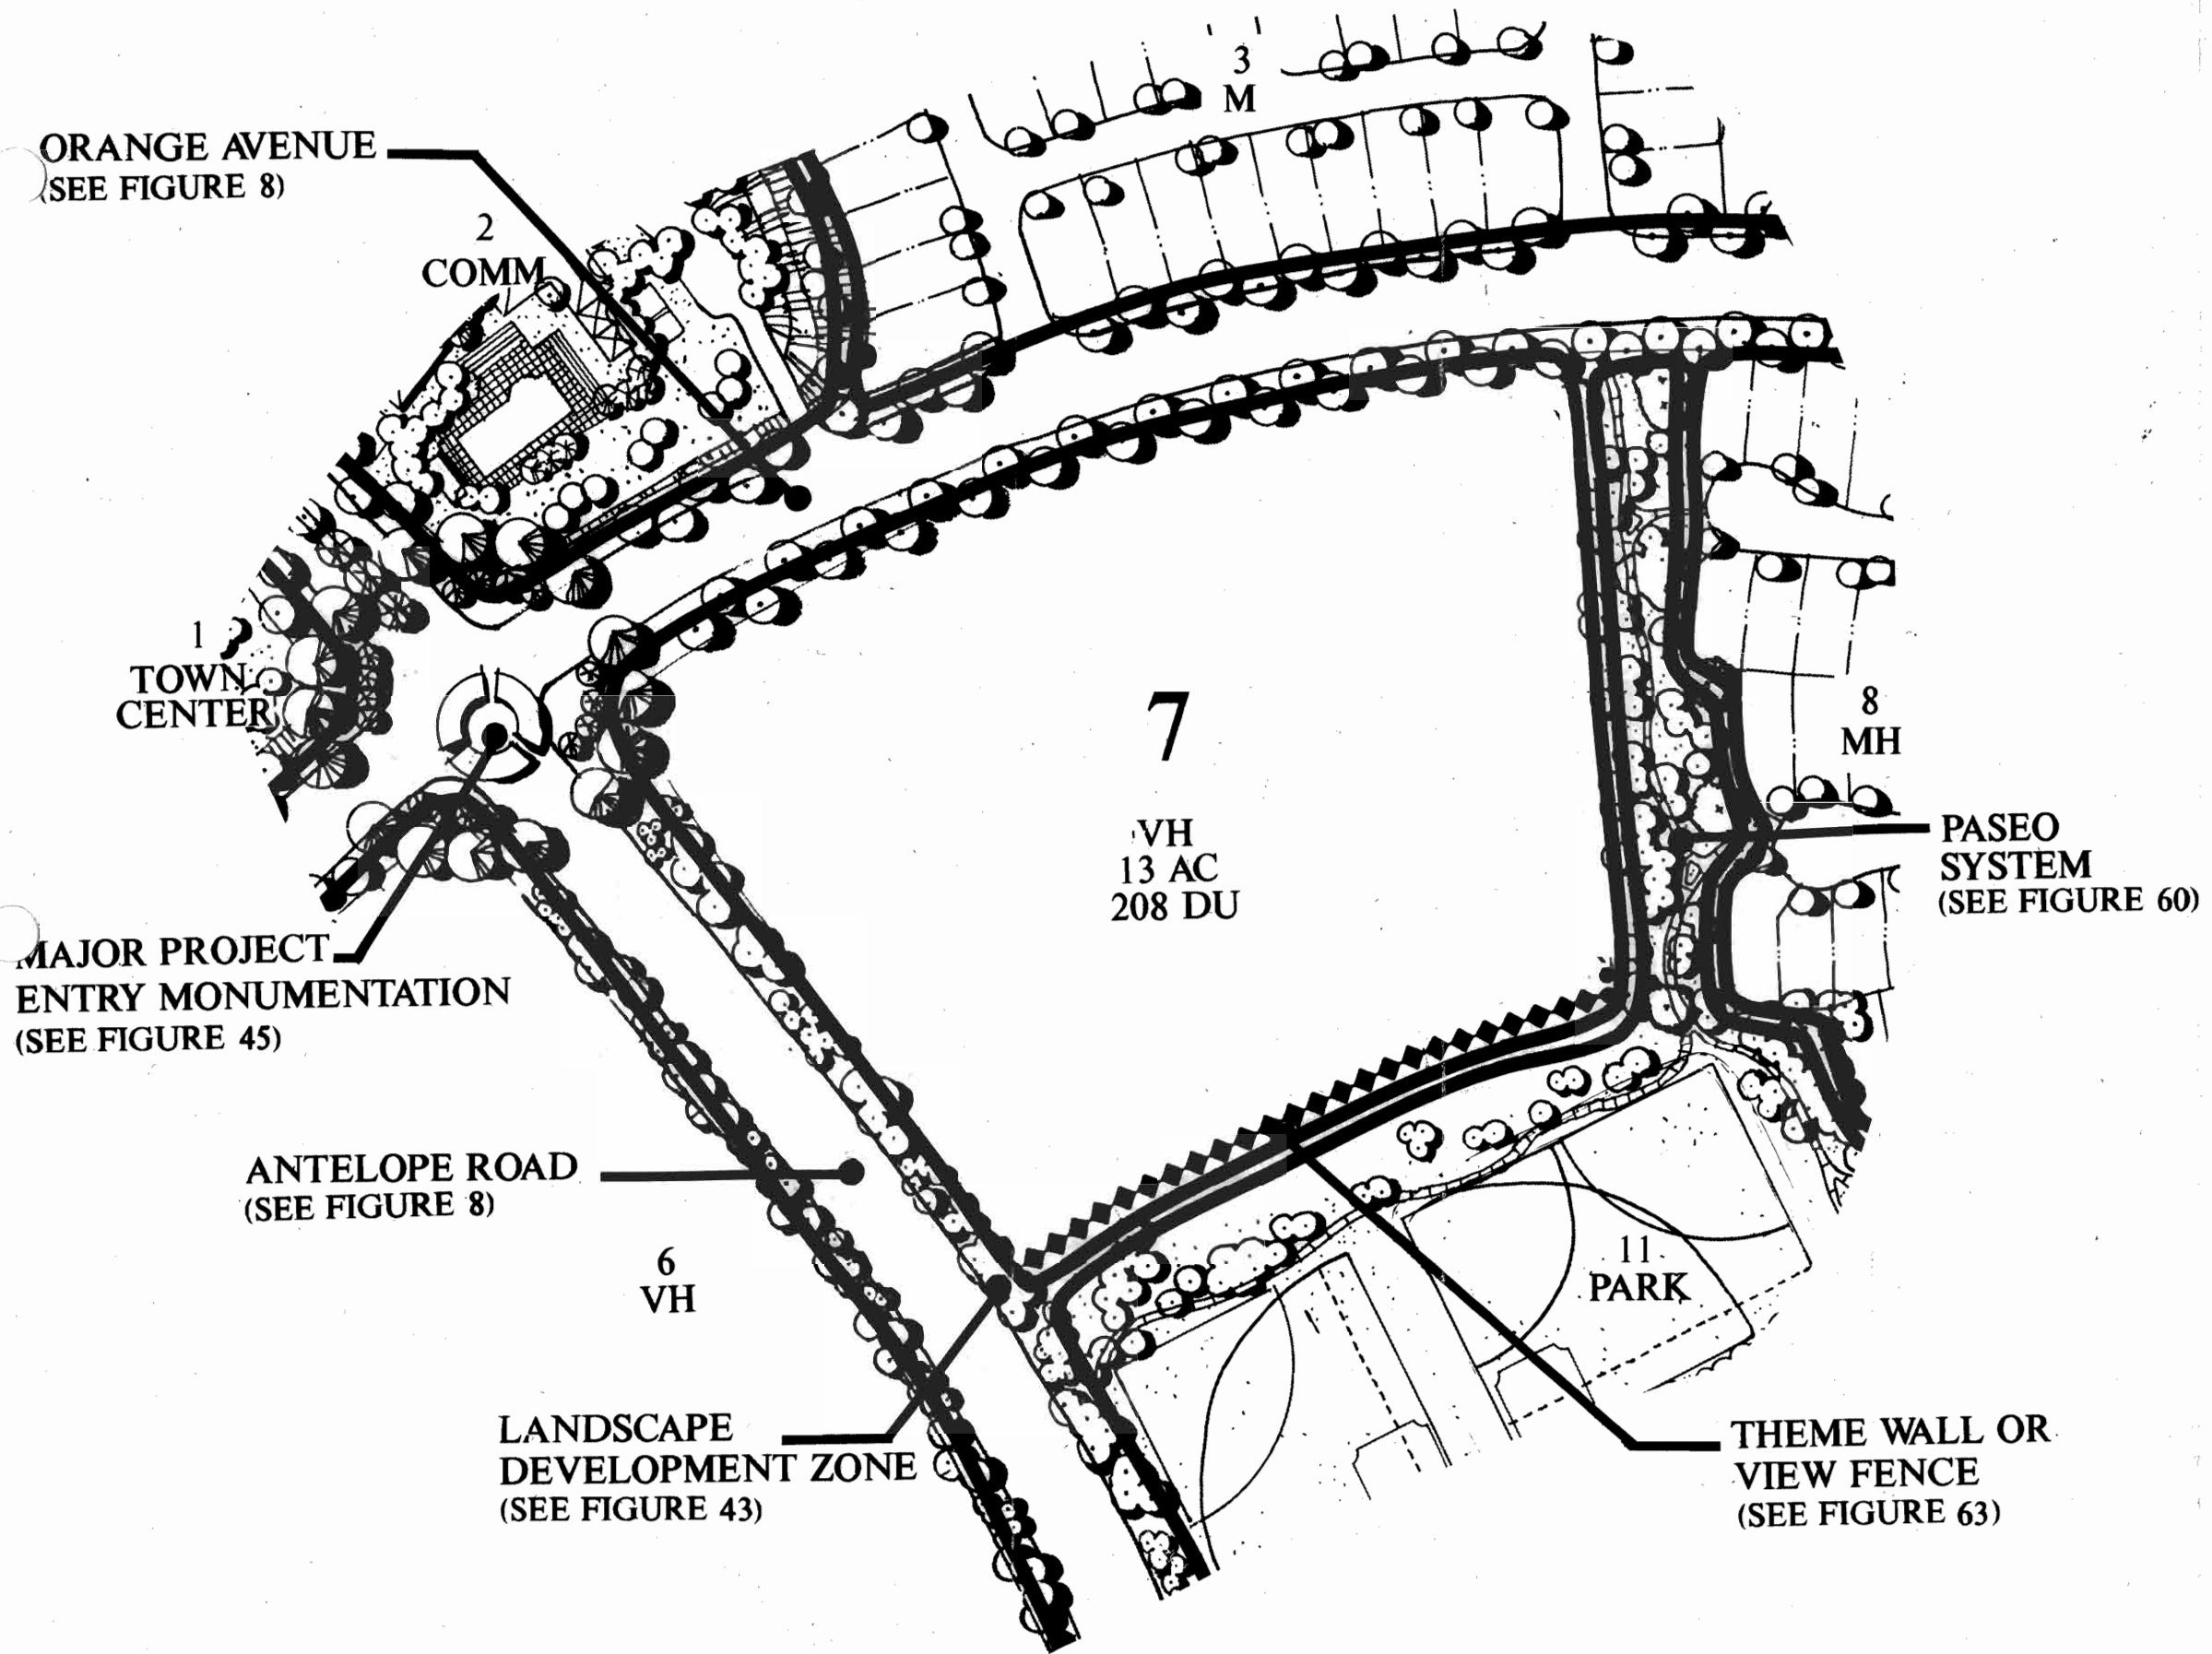 3
M
ORANGE AVENUE
(SEE FIGURE 8)
2
COMM
1
TOWN
CENTER
7
VH
13 AC
208 DU
8
MH
PASEO
SYSTEM
(SEE FIGURE 60)
MAJOR PROJECT
ENTRY MONUMENTATION
(SEE FIGURE 45)
ANTELOPE ROAD
(SEE FIGURE 8)
6
VH
11
PARK
LANDSCAPE
DEVELOPMENT ZONE
(SEE FIGURE 43)
THEME WALL OR
VIEW FENCE
(SEE FIGURE 63)